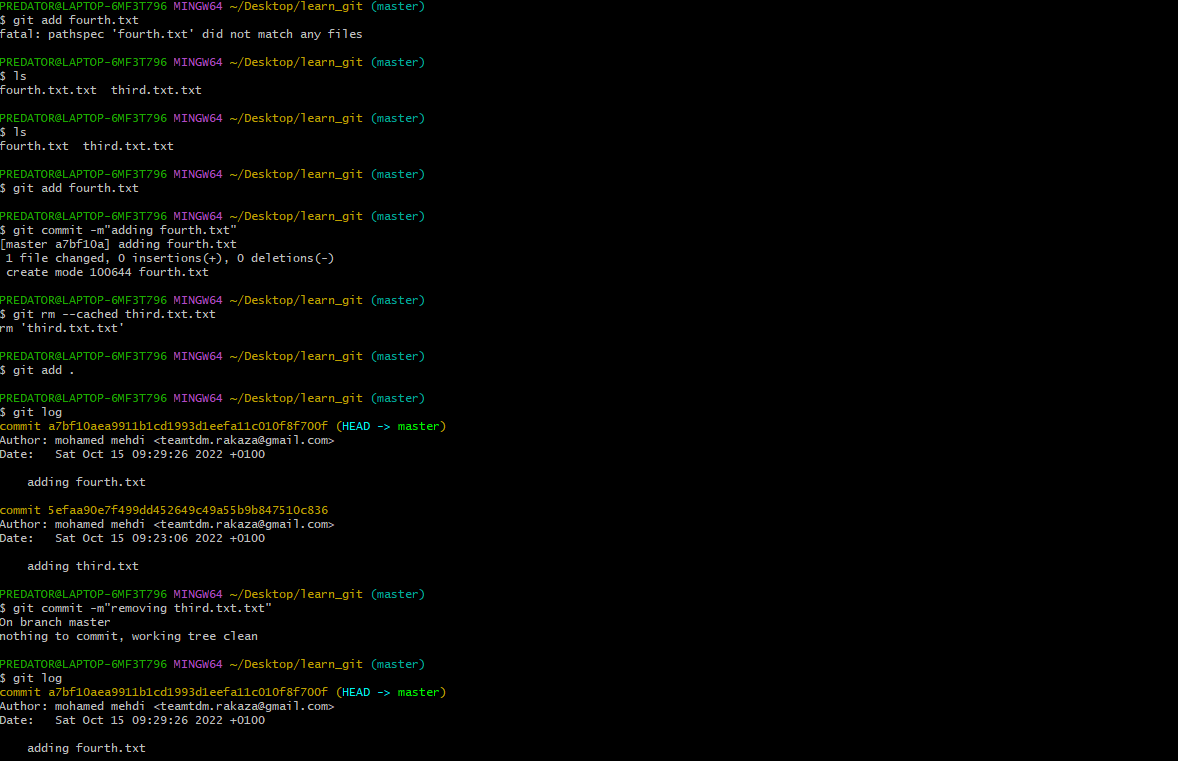 PREDATOR@LAPTOP-6MF3T796 MINGW64 ~/Desktop/learn_git (master)
$ git add fourth.txt
fatal: pathspec 'fourth.txt' did not match any files

PREDATOR@LAPTOP-6MF3T796 MINGW64 ~/Desktop/learn_git (master)
$ ls
fourth.txt.txt  third.txt.txt

PREDATOR@LAPTOP-6MF3T796 MINGW64 ~/Desktop/learn_git (master)
$ ls
fourth.txt  third.txt.txt

PREDATOR@LAPTOP-6MF3T796 MINGW64 ~/Desktop/learn_git (master)
$ git add fourth.txt

PREDATOR@LAPTOP-6MF3T796 MINGW64 ~/Desktop/learn_git (master)
$ git commit -m"adding fourth.txt"
[master a7bf10a] adding fourth.txt
 1 file changed, 0 insertions(+), 0 deletions(-)
 create mode 100644 fourth.txt

PREDATOR@LAPTOP-6MF3T796 MINGW64 ~/Desktop/learn_git (master)
$ git rm --cached third.txt.txt
rm 'third.txt.txt'

PREDATOR@LAPTOP-6MF3T796 MINGW64 ~/Desktop/learn_git (master)
$ git add .

PREDATOR@LAPTOP-6MF3T796 MINGW64 ~/Desktop/learn_git (master)
$ git log
commit a7bf10aea9911b1cd1993d1eefa11c010f8f700f (HEAD -> master)
Author: mohamed mehdi <teamtdm.rakaza@gmail.com>
Date:   Sat Oct 15 09:29:26 2022 +0100

    adding fourth.txt

commit 5efaa90e7f499dd452649c49a55b9b847510c836
Author: mohamed mehdi <teamtdm.rakaza@gmail.com>
Date:   Sat Oct 15 09:23:06 2022 +0100

    adding third.txt

PREDATOR@LAPTOP-6MF3T796 MINGW64 ~/Desktop/learn_git (master)
$ git commit -m"removing third.txt.txt"
On branch master
nothing to commit, working tree clean

PREDATOR@LAPTOP-6MF3T796 MINGW64 ~/Desktop/learn_git (master)
$ git log
commit a7bf10aea9911b1cd1993d1eefa11c010f8f700f (HEAD -> master)
Author: mohamed mehdi <teamtdm.rakaza@gmail.com>
Date:   Sat Oct 15 09:29:26 2022 +0100

    adding fourth.txt